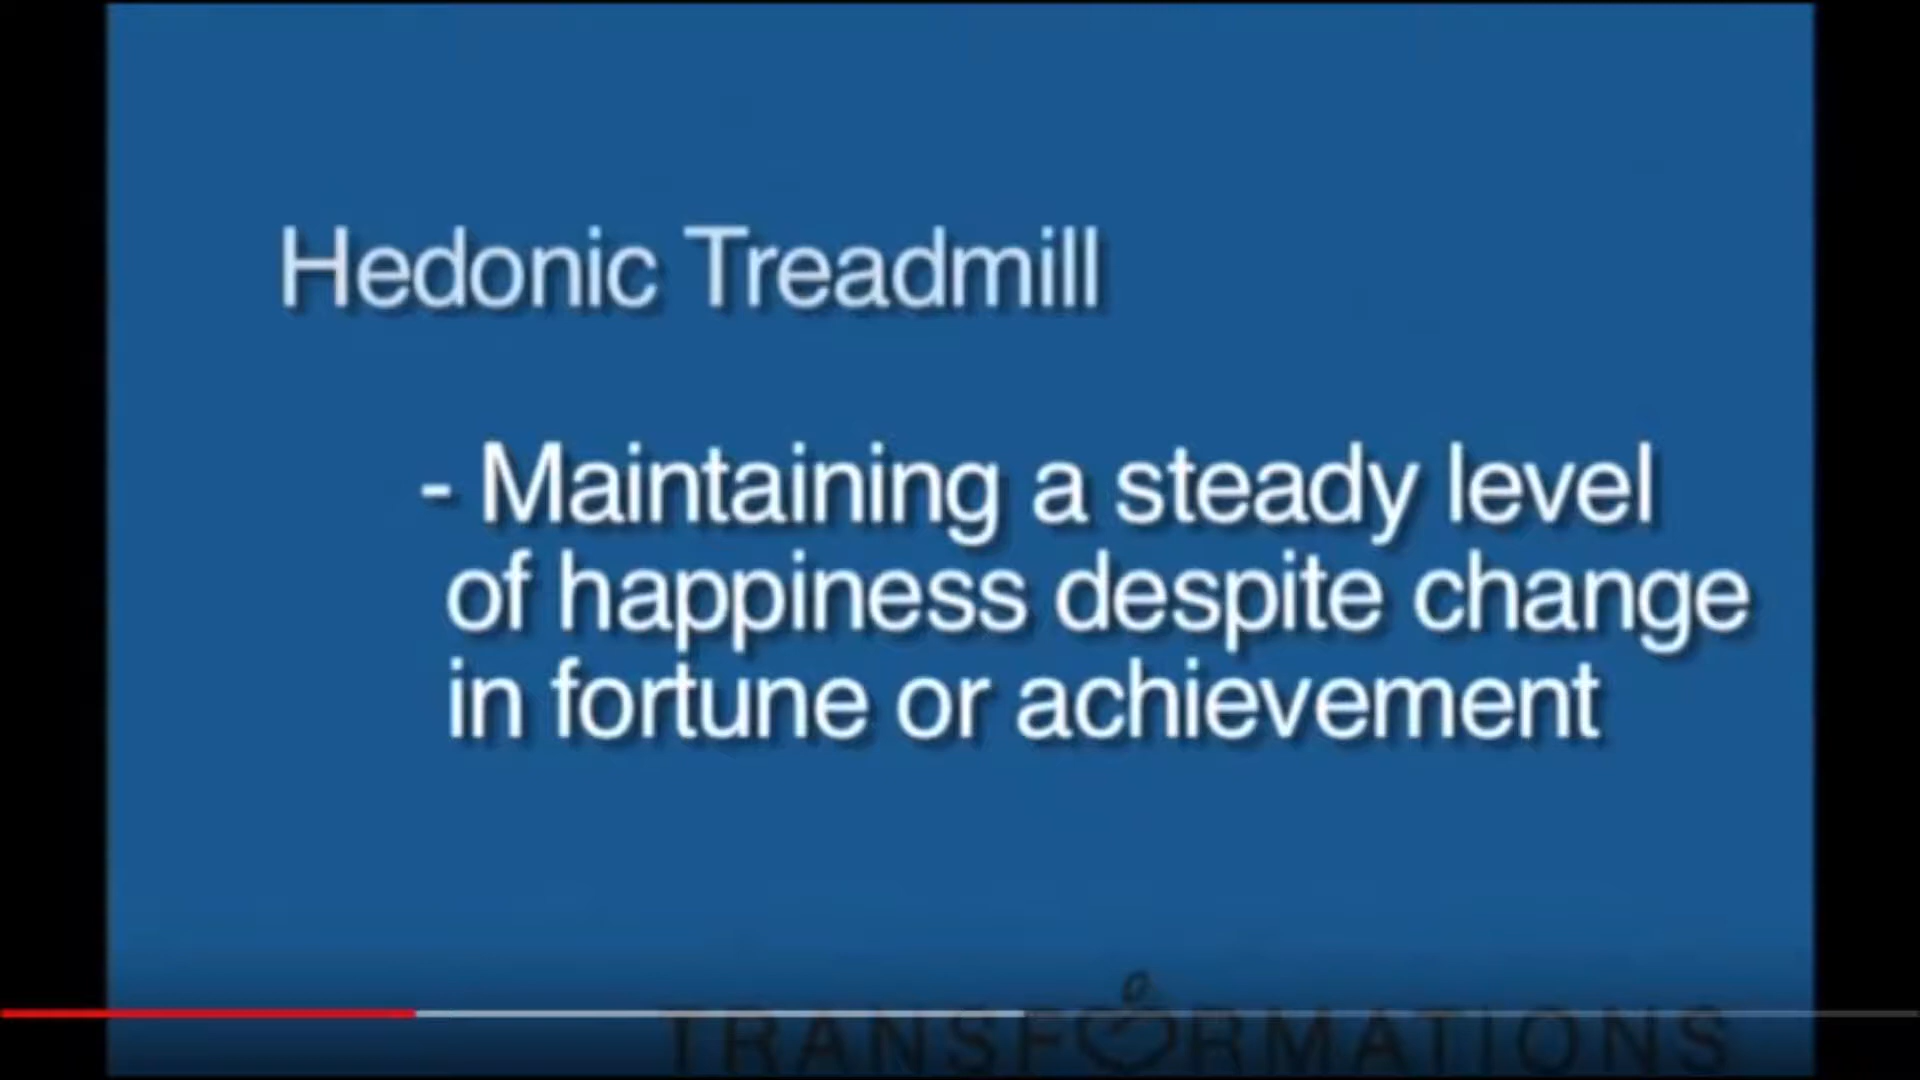 Hedonic Treadmill
- Maintaining a steady level
of happiness despite change
in fortune or achievement
TRANSFORMATIONS